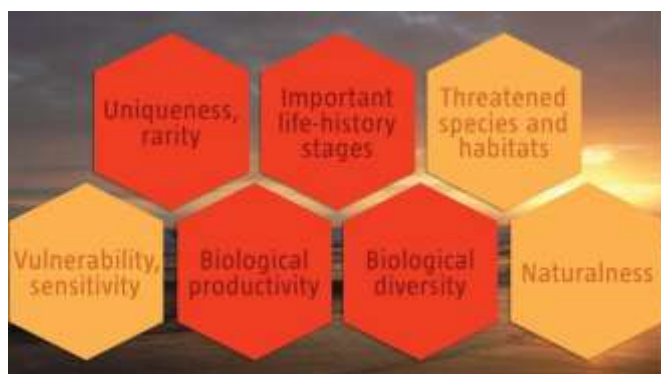 Uniqueness,
rarity
Important
life-history
stages
Threatened
species and
habitats
Vulnerability,
sensitivity
Biological
productivity
Biological
diversity
Naturalness